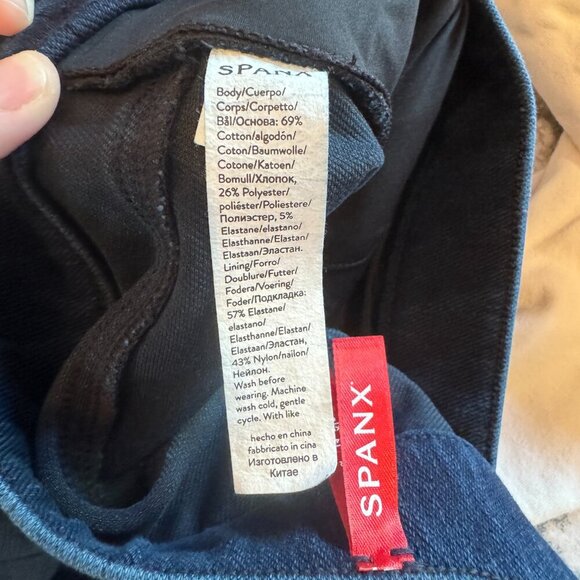 SPANX
Body/Cuerpo/
Corps/Corpetto/
Bål/Основа: 69%
Cotton/algodón/
Coton/Baumwolle/
Cotone/Katoen/
Bomull/Хлопок,
26% Polyester/
poliéster/Poliestere/
Полиэстер, 5%
Elastane/elastano/
Elasthanne/Elastan/
Elastaan/Эластан.
Lining/Forro/
Doublure/Futter/
Fodera/Voering/
Foder/Подкладка:
57% Elastane/
elastano/
Elasthanne/Elastan/
Elastaan/Эластан,
43% Nylon/nailon/
Нейлон.
Wash before
wearing. Machine
wash cold, gentle
cycle. With like
hecho en china
fabbricato in cina
Изготовлено в
Китае
SPANX